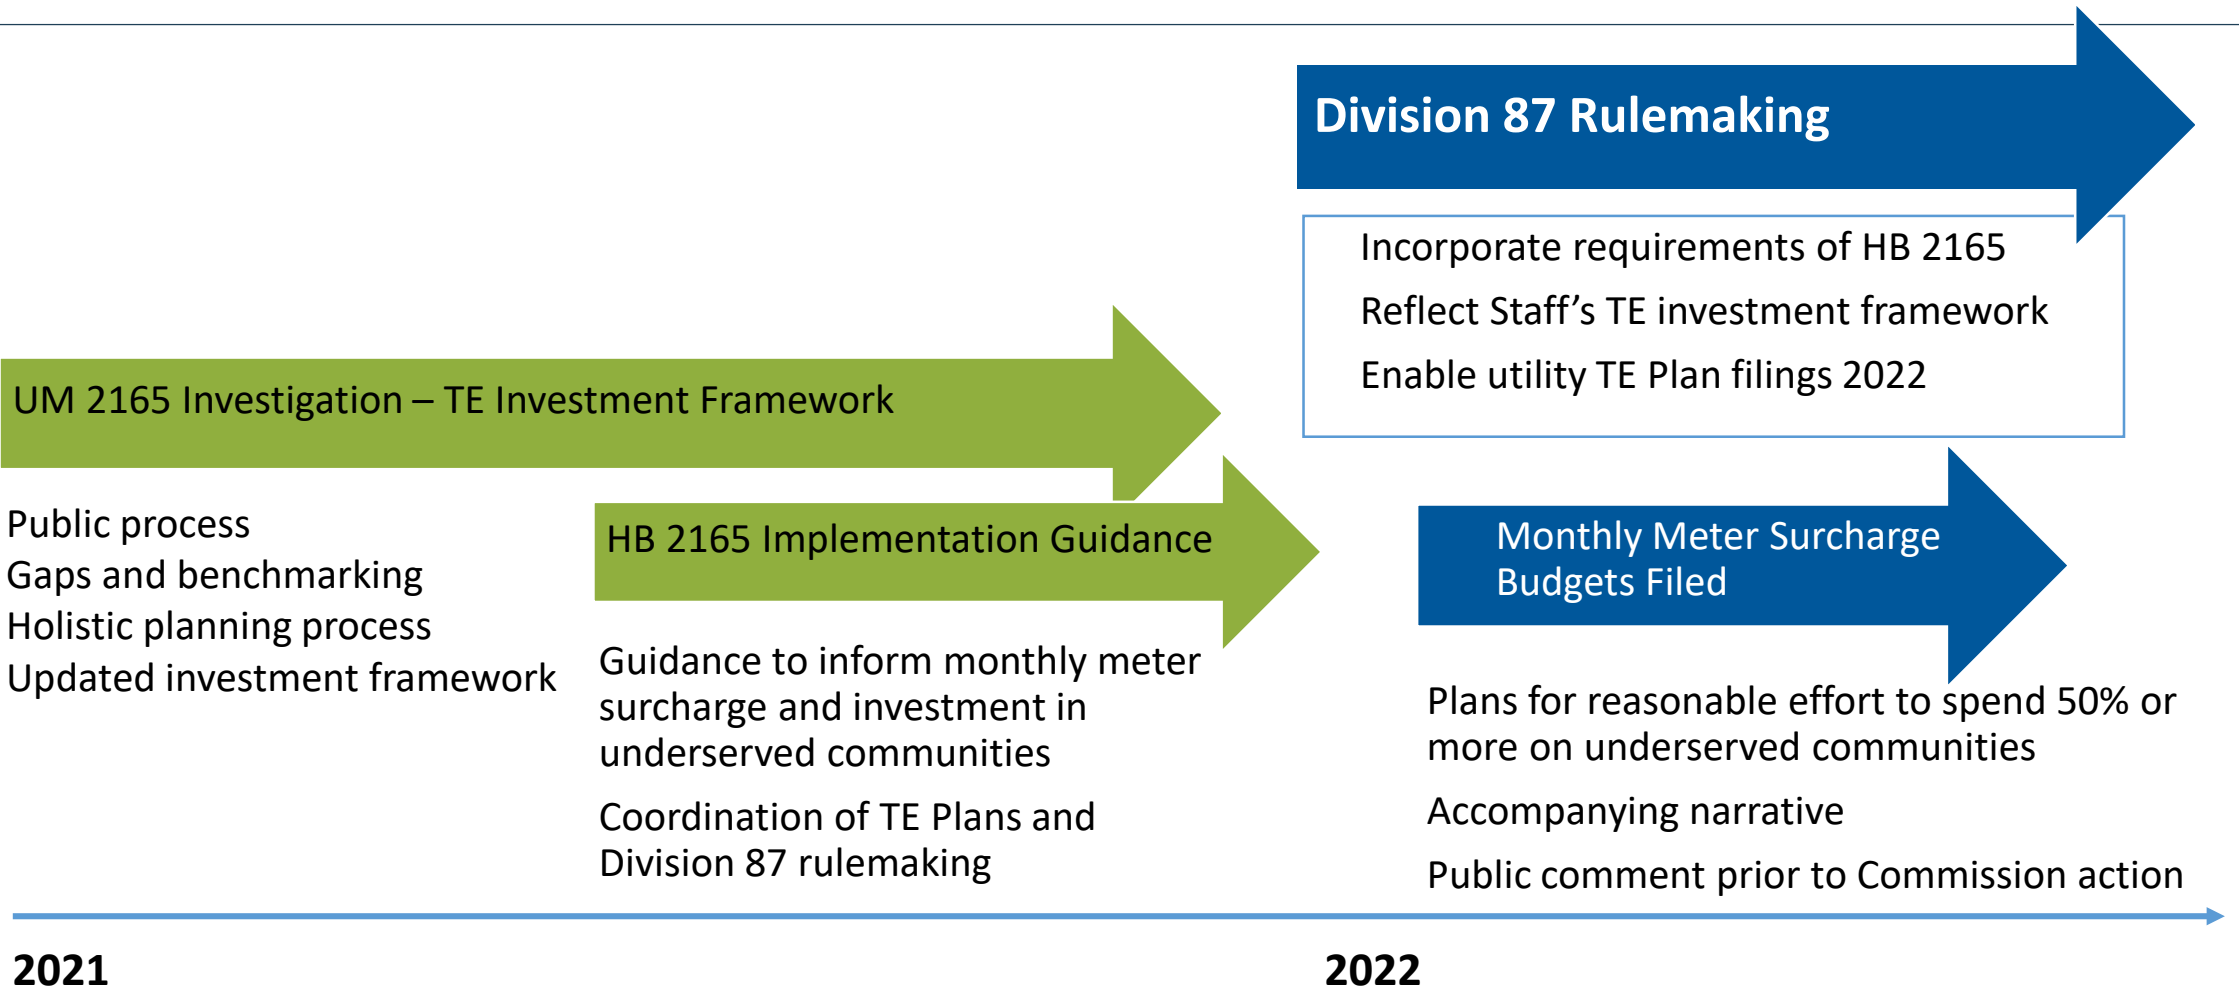 Division 87 Rulemaking
Incorporate requirements of HB 2165
Reflect Staff’s TE investment framework
Enable utility TE Plan filings 2022
UM 2165 Investigation – TE Investment Framework
Public process
Gaps and benchmarking
Holistic planning process
Updated investment framework
HB 2165 Implementation Guidance
Guidance to inform monthly meter
surcharge and investment in
underserved communities
Coordination of TE Plans and
Division 87 rulemaking
Monthly Meter Surcharge
Budgets Filed
Plans for reasonable effort to spend 50% or
more on underserved communities
Accompanying narrative
Public comment prior to Commission action
2021
2022